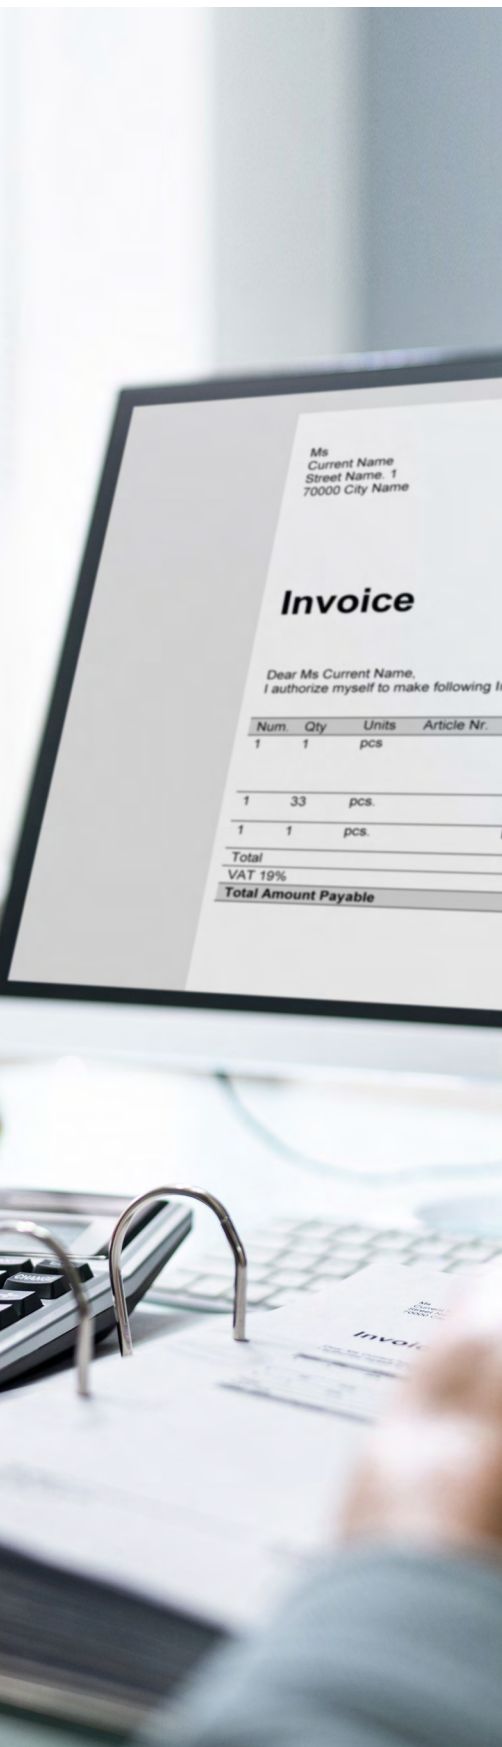 Ms
Current Name
Street Name. 1
70000 City Name
Invoice
Dear Ms Current Name,
I authorize myself to make following
Num. Qty Units Article Nr.
1 1 pcs
1 33 pcs.
1 1 pcs.
Total
VAT 19%
Total Amount Payable
CHANGE
Invoic